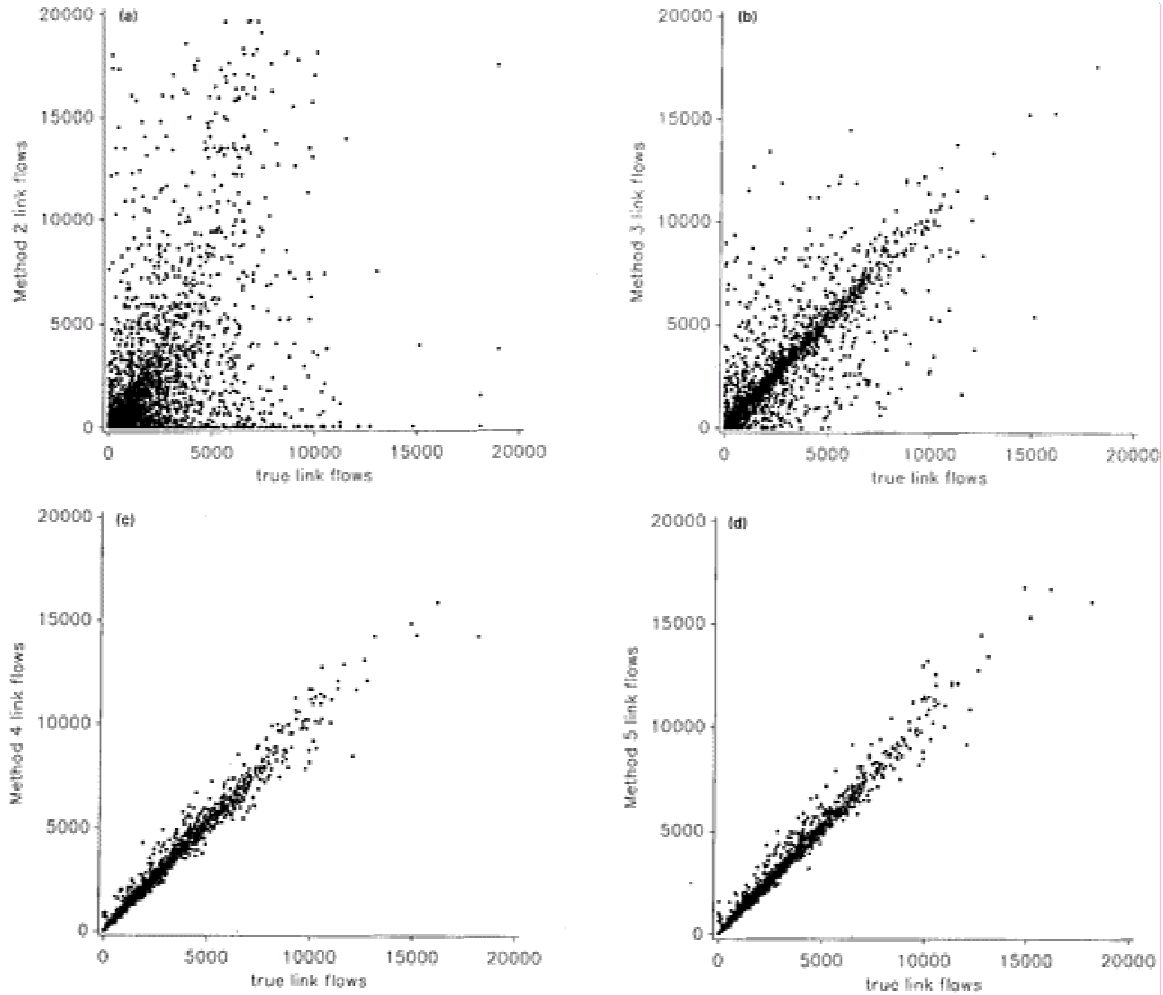 (a)
20000
15000
10000
5000
0
Method 2 link flows
0 5000 10000 15000 20000
true link flows
(b)
20000
15000
10000
5000
0
Method 3 link flows
0 5000 10000 15000 20000
true link flows
(c)
20000
15000
10000
5000
0
Method 4 link flows
0 5000 10000 15000 20000
true link flows
(d)
20000
15000
10000
5000
0
Method 5 link flows
0 5000 10000 15000 20000
true link flows